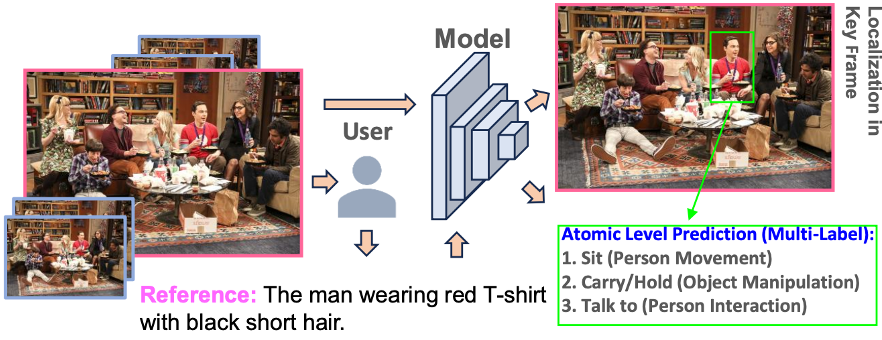 Model
User
Localization in
Key Frame
Reference: The man wearing red T-shirt
with black short hair.
Atomic Level Prediction (Multi-Label):
1. Sit (Person Movement)
2. Carry/Hold (Object Manipulation)
3. Talk to (Person Interaction)